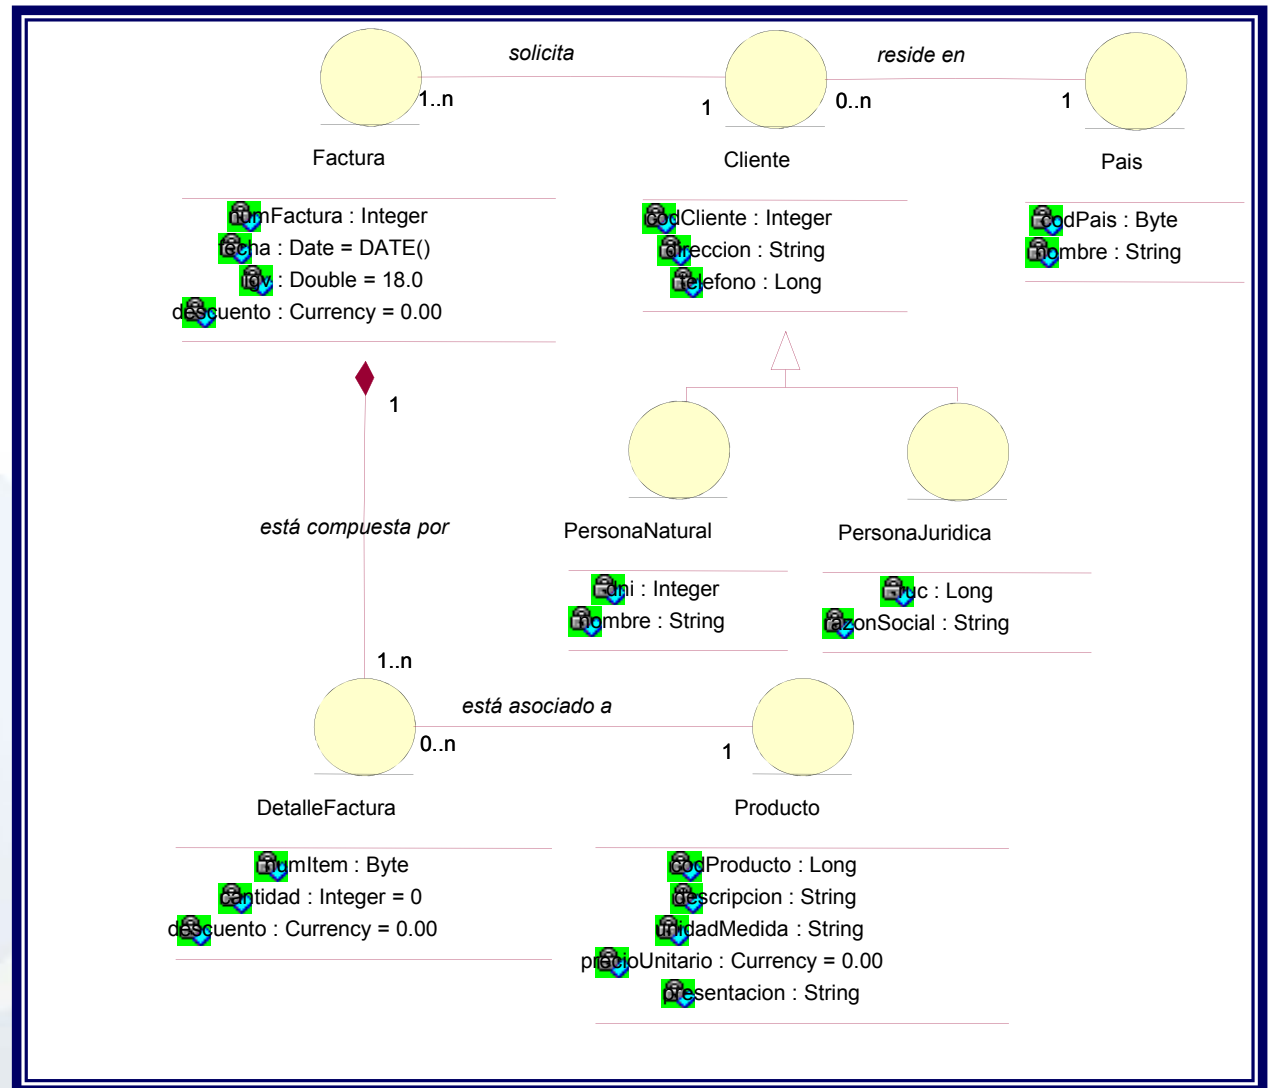 solicita
reside en
1..n
1
0..n
1
Factura
Cliente
Pais
numFactura : Integer
fecha : Date = DATE()
igv : Double = 18.0
descuento : Currency = 0.00
codCliente : Integer
direccion : String
telefono : Long
codPais : Byte
nombre : String
1
está compuesta por
PersonaNatural
PersonaJuridica
dni : Integer
nombre : String
ruc : Long
razonSocial : String
1..n
está asociado a
0..n
1
DetalleFactura
Producto
numItem : Byte
cantidad : Integer = 0
descuento : Currency = 0.00
codProducto : Long
descripcion : String
unidadMedida : String
precioUnitario : Currency = 0.00
presentacion : String